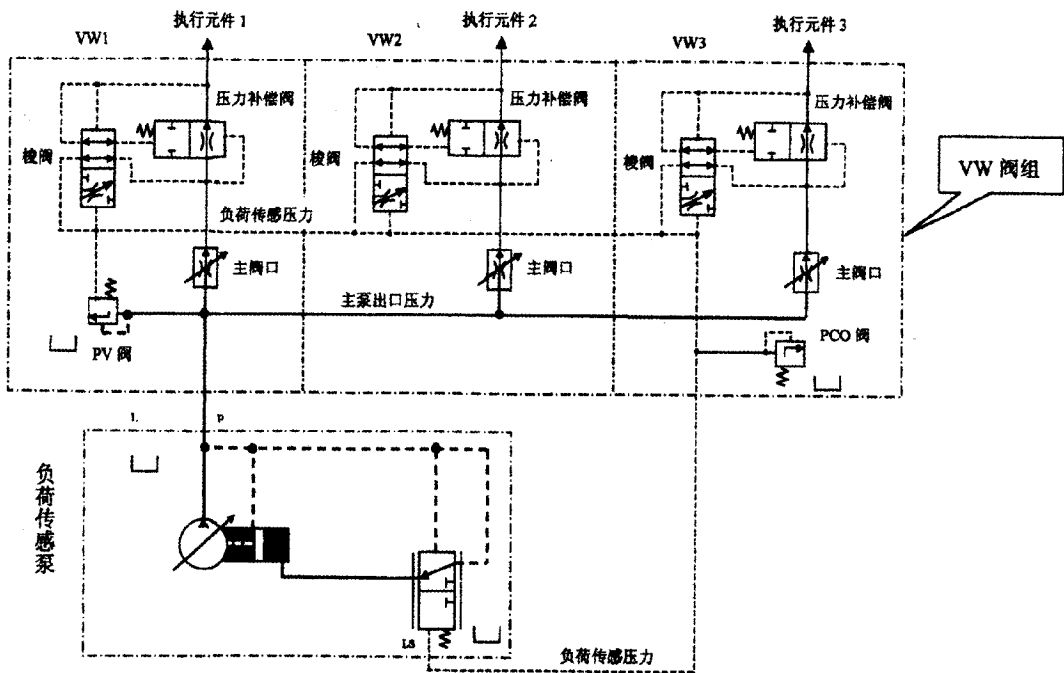 执行元件 1
执行元件 2
执行元件 3
VW1
VW2
VW3
压力补偿阀
压力补偿阀
压力补偿阀
梭阀
梭阀
梭阀
VW 阀组
负荷传感压力
主阀口
主阀口
主阀口
主泵出口压力
PV 阀
PCO 阀
L
P
负荷传感泵
LS
负荷传感压力